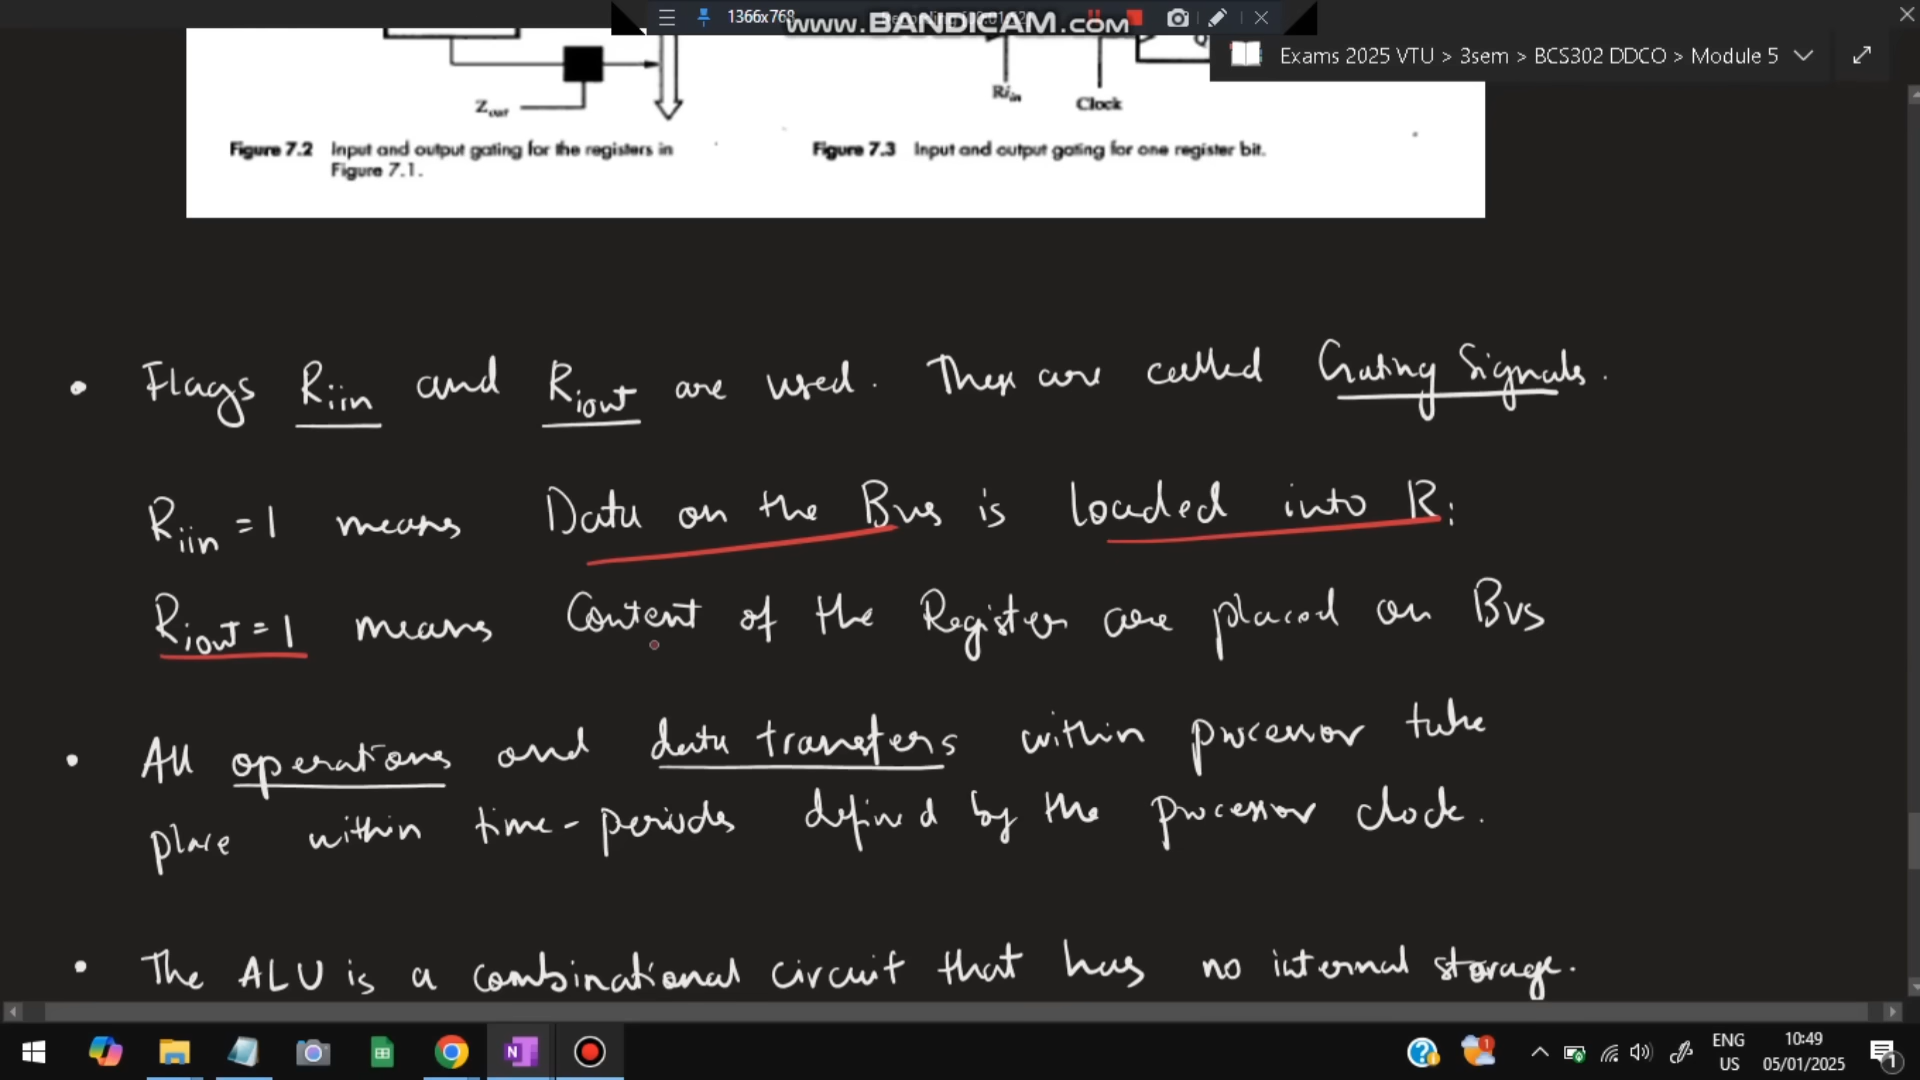 1366x768
www.BANDICAM.com
Exams 2025 VTU > 3sem > BCS302 DDCO > Module 5
Zout
Riin
Clock
Q
Figure 7.2 Input and output gating for the registers in
Figure 7.1.
Figure 7.3 Input and output gating for one register bit.
• Flags Riin and Riout are used. They are called Gating Signals.
Riin = 1 means Data on the Bus is loaded into Ri
Riout = 1 means Content of the Register are placed on Bus
• All operations and data transfers within processor take
place within time-periods defined by the processor clock.
• The ALU is a combinational circuit that has no internal storage.
ENG
US
10:49
05/01/2025